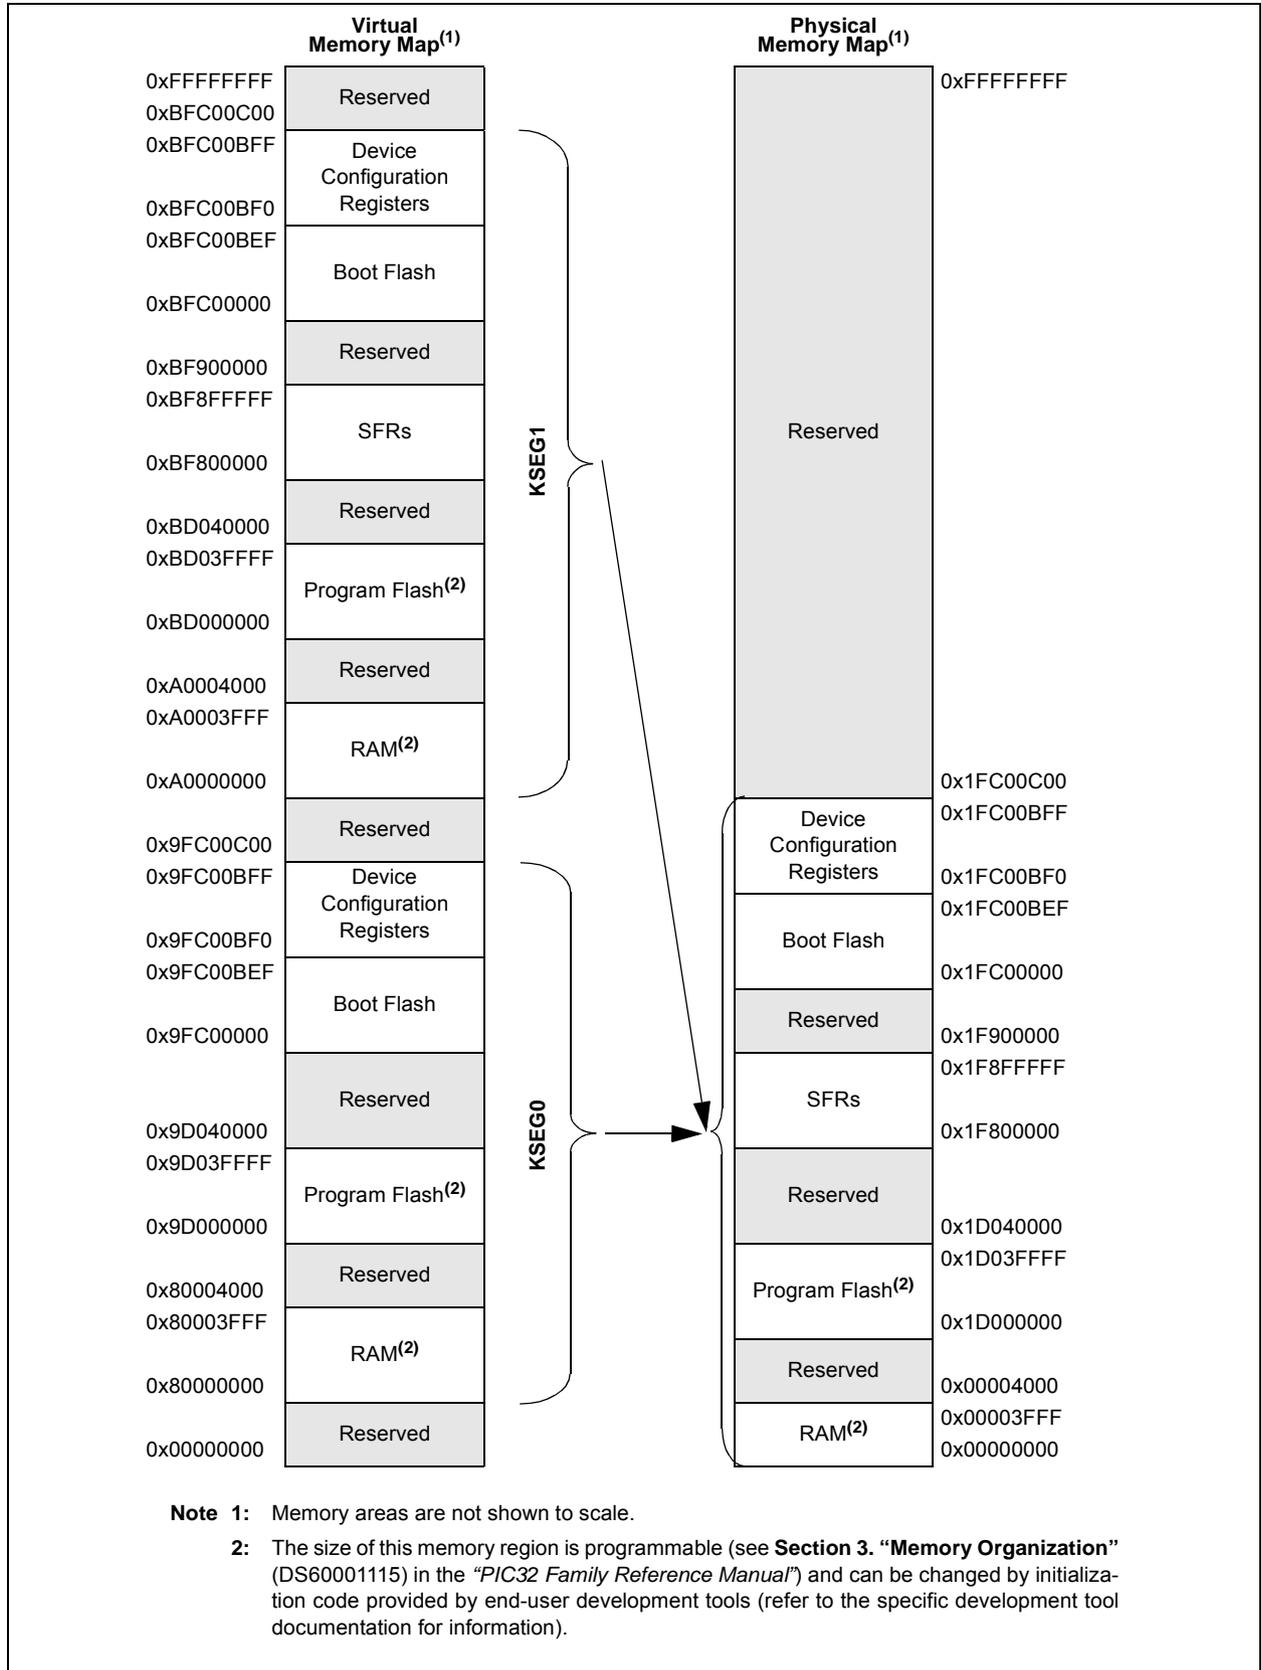 Virtual
Memory Map(1)
0xFFFFFFFF
Reserved
0xBFC00C00
0xBFC00BFF
Device
Configuration
Registers
0xBFC00BF0
0xBFC00BEF
Boot Flash
0xBFC00000
Reserved
0xBF900000
0xBF8FFFFF
SFRs
0xBF800000
Reserved
0xBD040000
0xBD03FFFF
Program Flash(2)
0xBD000000
Reserved
0xA0004000
0xA0003FFF
RAM(2)
0xA0000000
Reserved
0x9FC00C00
0x9FC00BFF
Device
Configuration
Registers
0x9FC00BF0
0x9FC00BEF
Boot Flash
0x9FC00000
Reserved
0x9D040000
0x9D03FFFF
Program Flash(2)
0x9D000000
Reserved
0x80004000
0x80003FFF
RAM(2)
0x80000000
Reserved
0x00000000
KSEG1
KSEG0
Physical
Memory Map(1)
0xFFFFFFFF
Reserved
0x1FC00C00
0x1FC00BFF
Device
Configuration
Registers
0x1FC00BF0
0x1FC00BEF
Boot Flash
0x1FC00000
Reserved
0x1F900000
0x1F8FFFFF
SFRs
0x1F800000
Reserved
0x1D040000
0x1D03FFFF
Program Flash(2)
0x1D000000
Reserved
0x00004000
0x00003FFF
RAM(2)
0x00000000
Note 1: Memory areas are not shown to scale.
2: The size of this memory region is programmable (see Section 3. “Memory Organization”
(DS60001115) in the “PIC32 Family Reference Manual”) and can be changed by initializa-
tion code provided by end-user development tools (refer to the specific development tool
documentation for information).